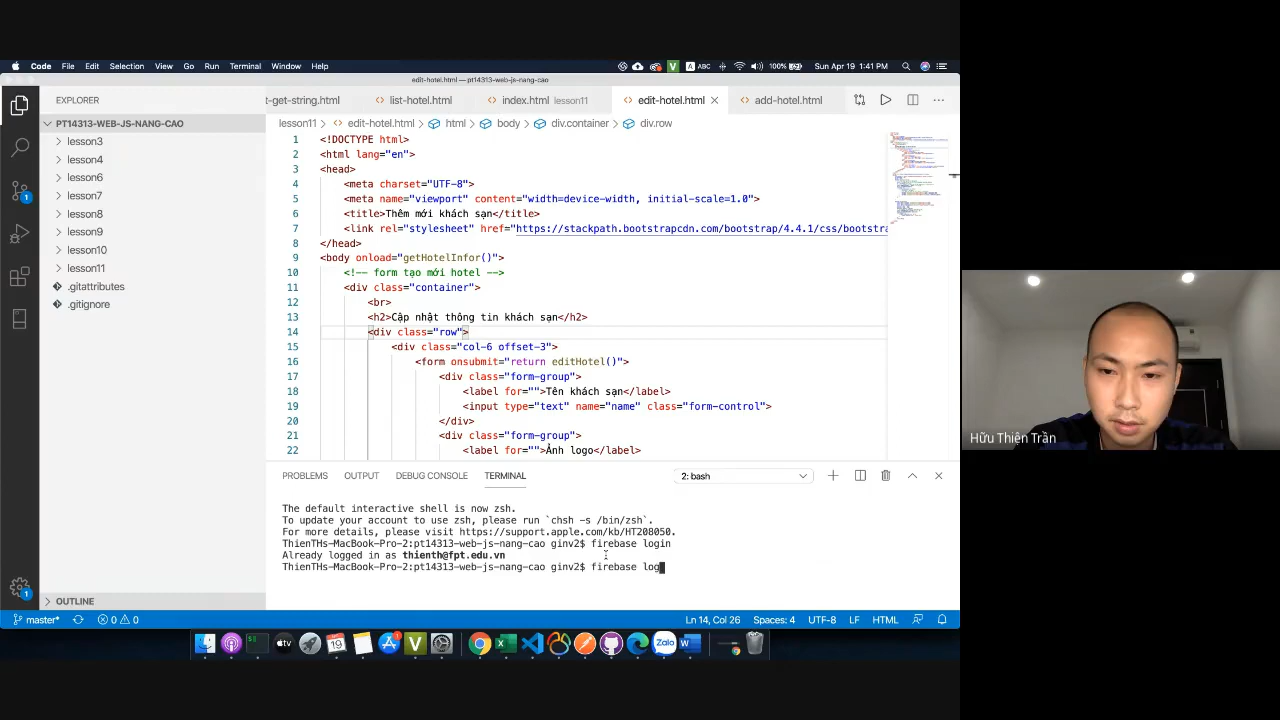 Code File Edit Selection View Go Run Terminal Window Help
ABC 100% Sun Apr 19 1:41 PM
edit-hotel.html — pt14313-web-js-nang-cao
EXPLORER
PT14313-WEB-JS-NANG-CAO
lesson3
lesson4
lesson6
lesson7
lesson8
lesson9
lesson10
lesson11
.gitattributes
.gitignore
OUTLINE
t-get-string.html list-hotel.html index.html lesson11 edit-hotel.html add-hotel.html
lesson11 edit-hotel.html html body div.container div.row
1 <!DOCTYPE html>
2 <html lang="en">
3 <head>
4 <meta charset="UTF-8">
5 <meta name="viewport" content="width=device-width, initial-scale=1.0">
6 <title>Thêm mới khách sạn</title>
7 <link rel="stylesheet" href="https://stackpath.bootstrapcdn.com/bootstrap/4.4.1/css/bootstra
8 </head>
9 <body onload="getHotelInfor()">
10 <!-- form tạo mới hotel -->
11 <div class="container">
12 <br>
13 <h2>Cập nhật thông tin khách sạn</h2>
14 <div class="row">
15 <div class="col-6 offset-3">
16 <form onsubmit="return editHotel()">
17 <div class="form-group">
18 <label for="">Tên khách sạn</label>
19 <input type="text" name="name" class="form-control">
20 </div>
21 <div class="form-group">
22 <label for="">Ảnh logo</label>
PROBLEMS OUTPUT DEBUG CONSOLE TERMINAL 2: bash
The default interactive shell is now zsh.
To update your account to use zsh, please run `chsh -s /bin/zsh`.
For more details, please visit https://support.apple.com/kb/HT208050.
ThienTHs-MacBook-Pro-2:pt14313-web-js-nang-cao ginv2$ firebase login
Already logged in as thienth@fpt.edu.vn
ThienTHs-MacBook-Pro-2:pt14313-web-js-nang-cao ginv2$ firebase log
master* 0 0 Ln 14, Col 26 Spaces: 4 UTF-8 LF HTML
Hữu Thiện Trần